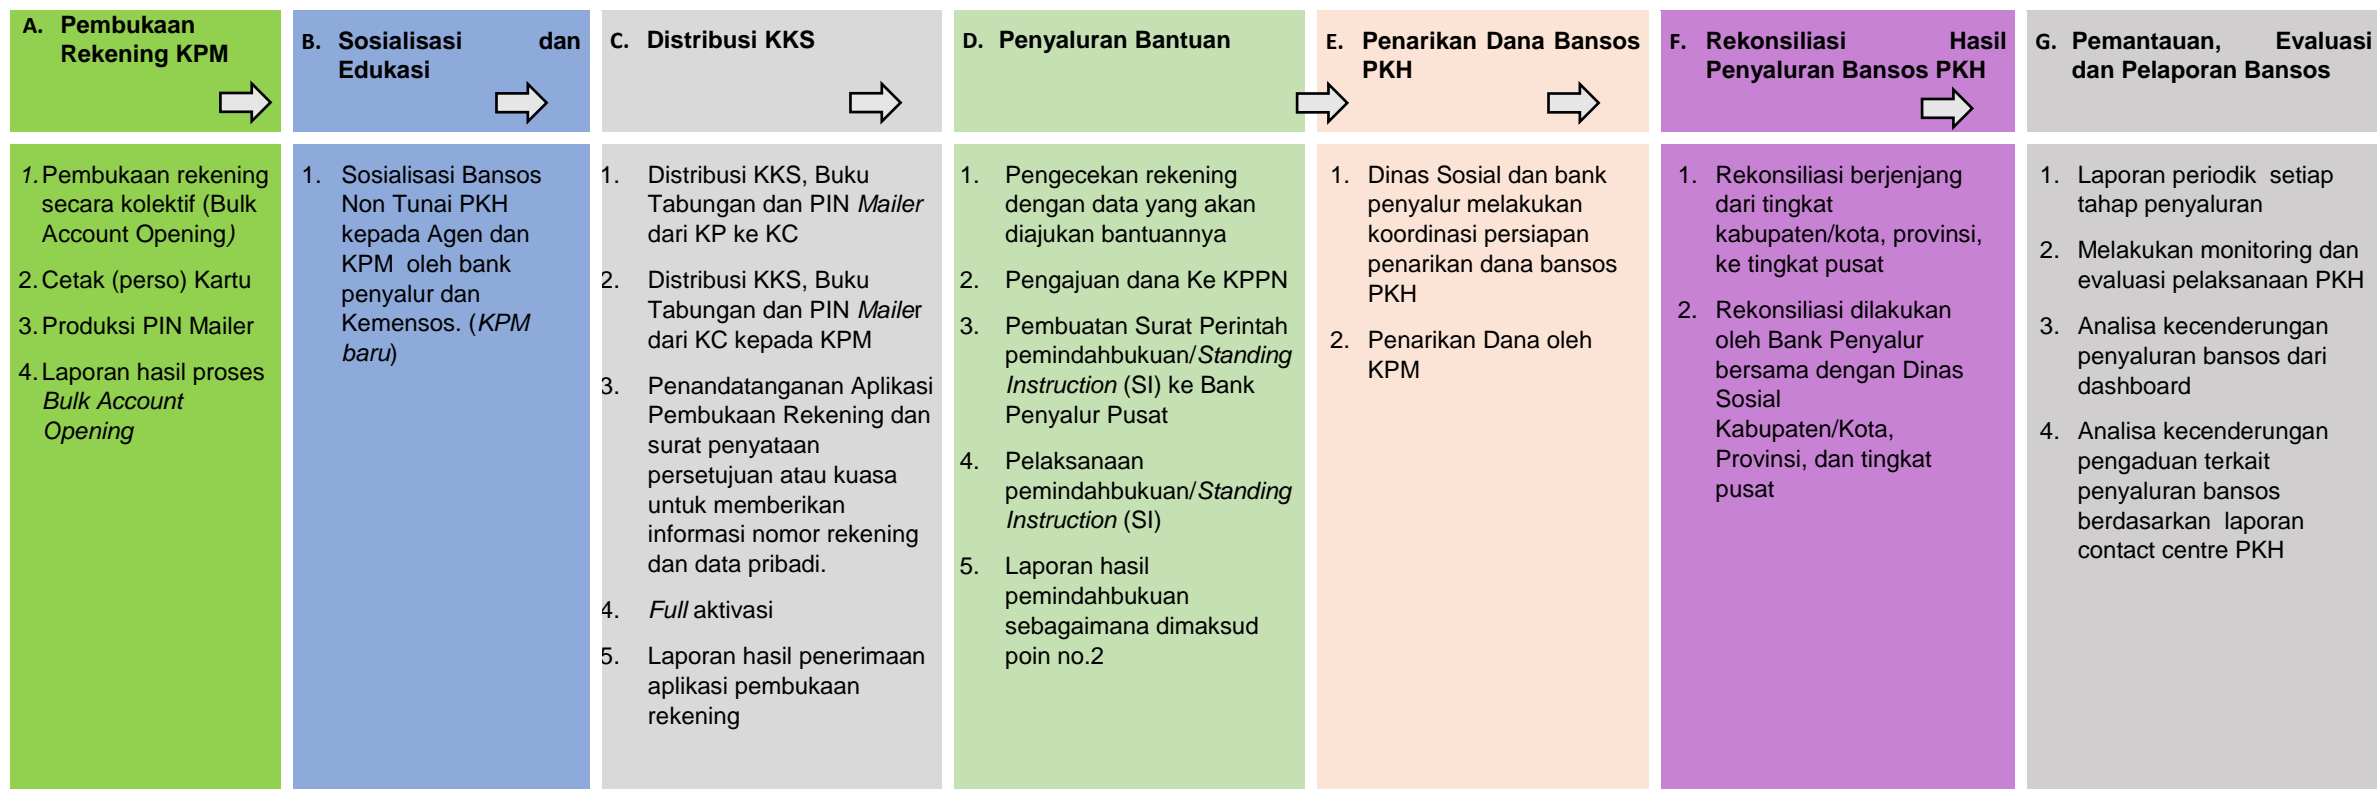 A. Pembukaan
Rekening KPM
B. Sosialisasi dan
Edukasi
C. Distribusi KKS
D. Penyaluran Bantuan
E. Penarikan Dana Bansos
PKH
F. Rekonsiliasi Hasil
Penyaluran Bansos PKH
G. Pemantauan, Evaluasi
dan Pelaporan Bansos
1. Pembukaan rekening
secara kolektif (Bulk
Account Opening)
2. Cetak (perso) Kartu
3. Produksi PIN Mailer
4. Laporan hasil proses
Bulk Account
Opening
1. Sosialisasi Bansos
Non Tunai PKH
kepada Agen dan
KPM oleh bank
penyalur dan
Kemensos. (KPM
baru)
1. Distribusi KKS, Buku
Tabungan dan PIN Mailer
dari KP ke KC
2. Distribusi KKS, Buku
Tabungan dan PIN Mailer
dari KC kepada KPM
3. Penandatanganan Aplikasi
Pembukaan Rekening dan
surat penyataan
persetujuan atau kuasa
untuk memberikan
informasi nomor rekening
dan data pribadi.
4. Full aktivasi
5. Laporan hasil penerimaan
aplikasi pembukaan
rekening
1. Pengecekan rekening
dengan data yang akan
diajukan bantuannya
2. Pengajuan dana Ke KPPN
3. Pembuatan Surat Perintah
pemindahbukuan/Standing
Instruction (SI) ke Bank
Penyalur Pusat
4. Pelaksanaan
pemindahbukuan/Standing
Instruction (SI)
5. Laporan hasil
pemindahbukuan
sebagaimana dimaksud
poin no.2
1. Dinas Sosial dan bank
penyalur melakukan
koordinasi persiapan
penarikan dana bansos
PKH
2. Penarikan Dana oleh
KPM
1. Rekonsiliasi berjenjang
dari tingkat
kabupaten/kota, provinsi,
ke tingkat pusat
2. Rekonsiliasi dilakukan
oleh Bank Penyalur
bersama dengan Dinas
Sosial
Kabupaten/Kota,
Provinsi, dan tingkat
pusat
1. Laporan periodik setiap
tahap penyaluran
2. Melakukan monitoring dan
evaluasi pelaksanaan PKH
3. Analisa kecenderungan
penyaluran bansos dari
dashboard
4. Analisa kecenderungan
pengaduan terkait
penyaluran bansos
berdasarkan laporan
contact centre PKH